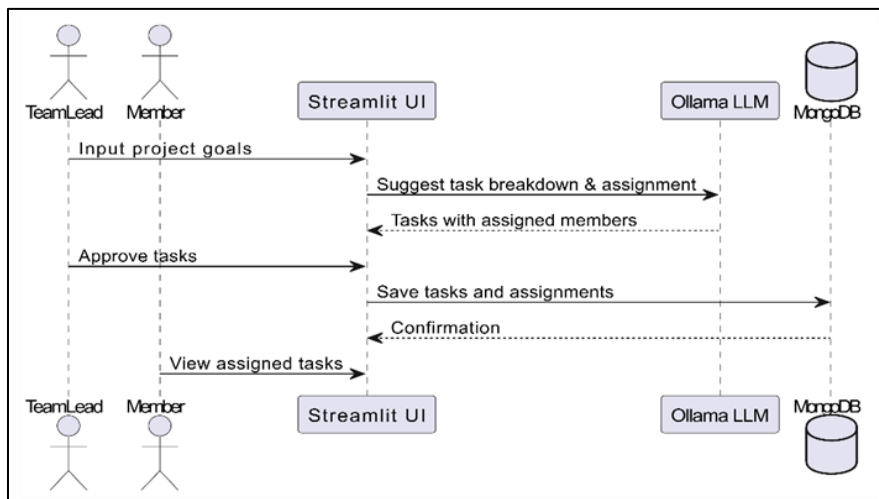 TeamLead
Member
Streamlit UI
Ollama LLM
MongoDB
Input project goals
Suggest task breakdown & assignment
Tasks with assigned members
Approve tasks
Save tasks and assignments
Confirmation
View assigned tasks
TeamLead
Member
Streamlit UI
Ollama LLM
MongoDB